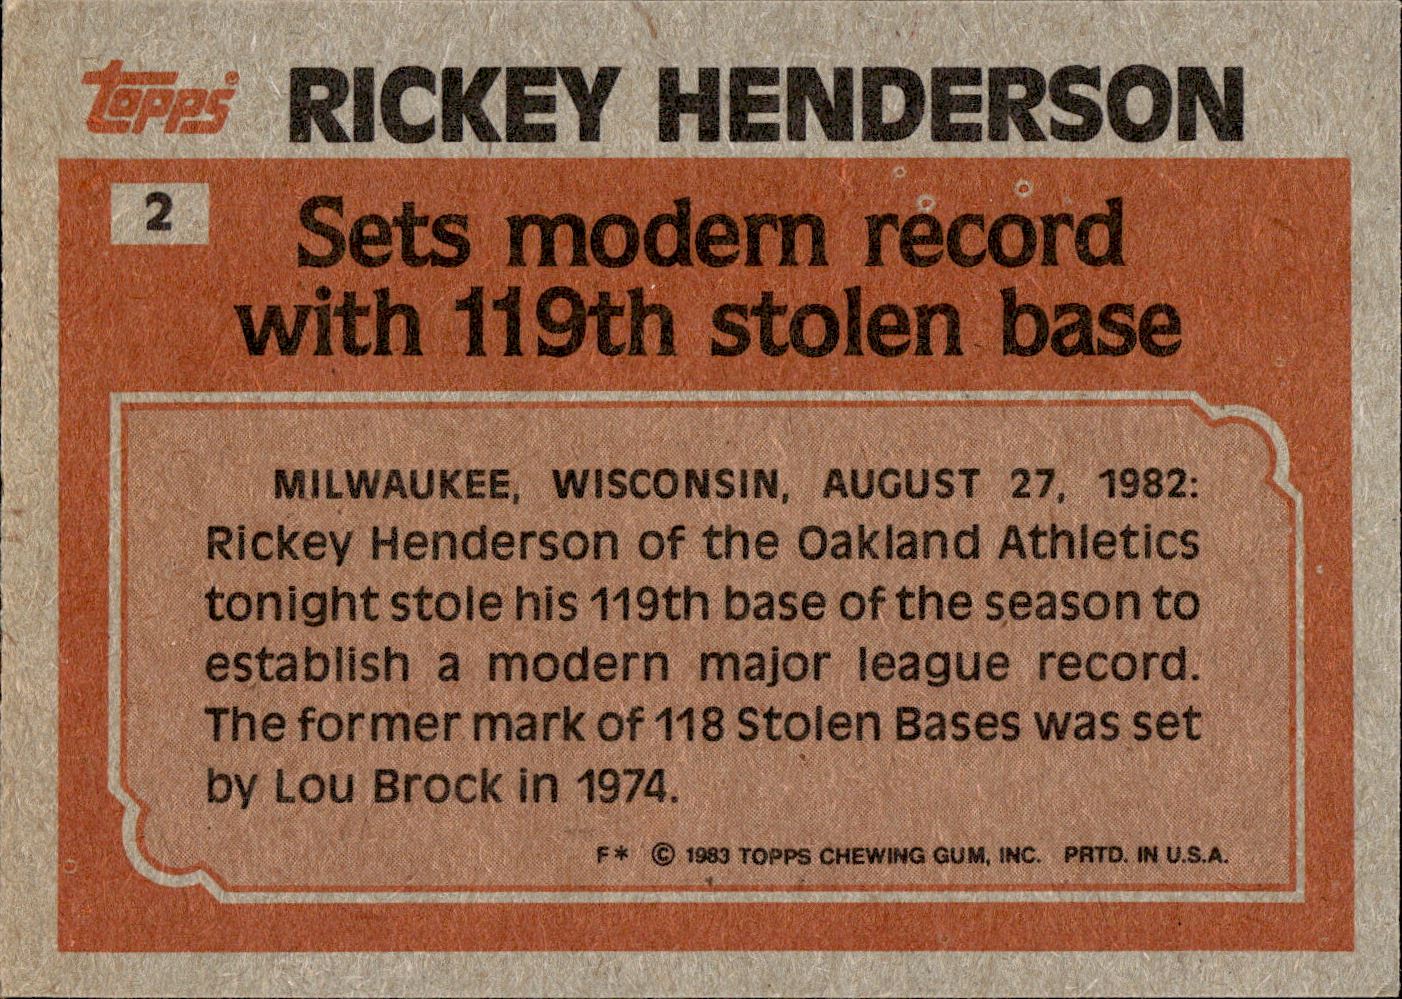 topps® RICKEY HENDERSON
2
Sets modern record
with 119th stolen base
MILWAUKEE, WISCONSIN, AUGUST 27, 1982:
Rickey Henderson of the Oakland Athletics
tonight stole his 119th base of the season to
establish a modern major league record.
The former mark of 118 Stolen Bases was set
by Lou Brock in 1974.
F* © 1983 TOPPS CHEWING GUM, INC. PRTD. IN U.S.A.